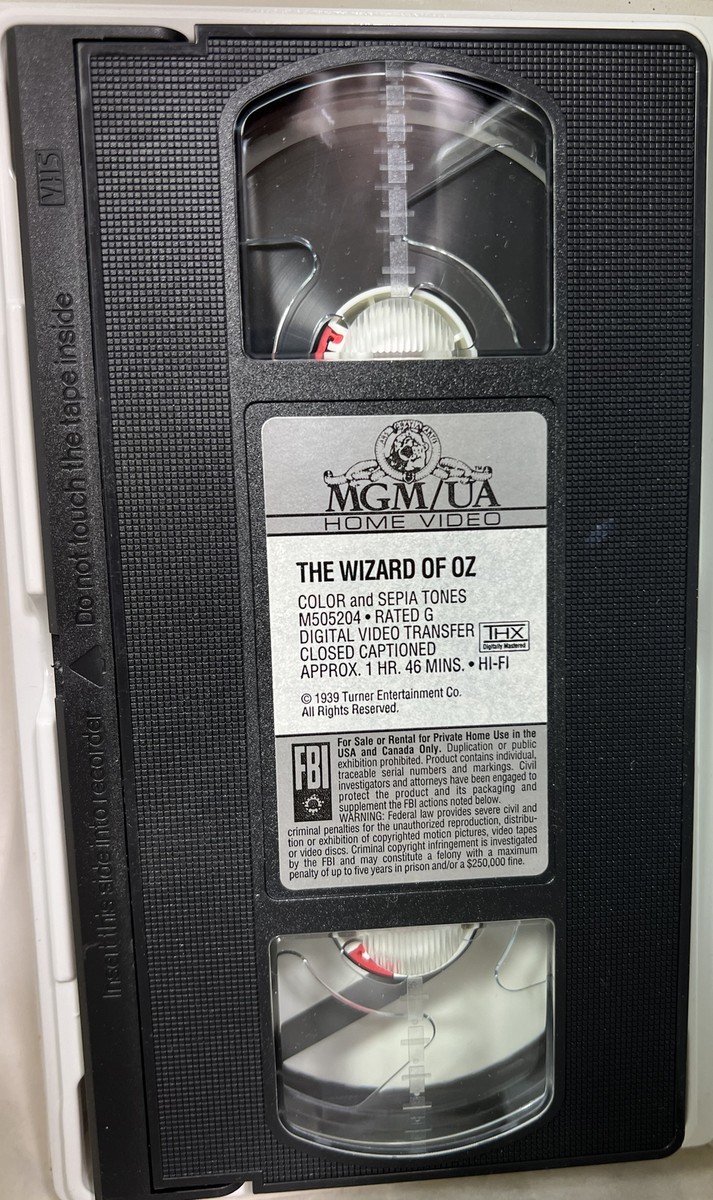 VHS
Do not touch the tape inside
Insert this side into recorder
ARS GRATIA ARTIS
MGM/UA
HOME VIDEO
THE WIZARD OF OZ
COLOR and SEPIA TONES
M505204 • RATED G
DIGITAL VIDEO TRANSFER
THX
Digitally Mastered
CLOSED CAPTIONED
APPROX. 1 HR. 46 MINS. • HI-FI
© 1939 Turner Entertainment Co.
All Rights Reserved.
FBI
For Sale or Rental for Private Home Use in the
USA and Canada Only. Duplication or public
exhibition prohibited. Product contains individual,
traceable serial numbers and markings. Civil
investigators and attorneys have been engaged to
protect the product and its packaging and
supplement the FBI actions noted below.
WARNING: Federal law provides severe civil and
criminal penalties for the unauthorized reproduction, distribu-
tion or exhibition of copyrighted motion pictures, video tapes
or video discs. Criminal copyright infringement is investigated
by the FBI and may constitute a felony with a maximum
penalty of up to five years in prison and/or a $250,000 fine.